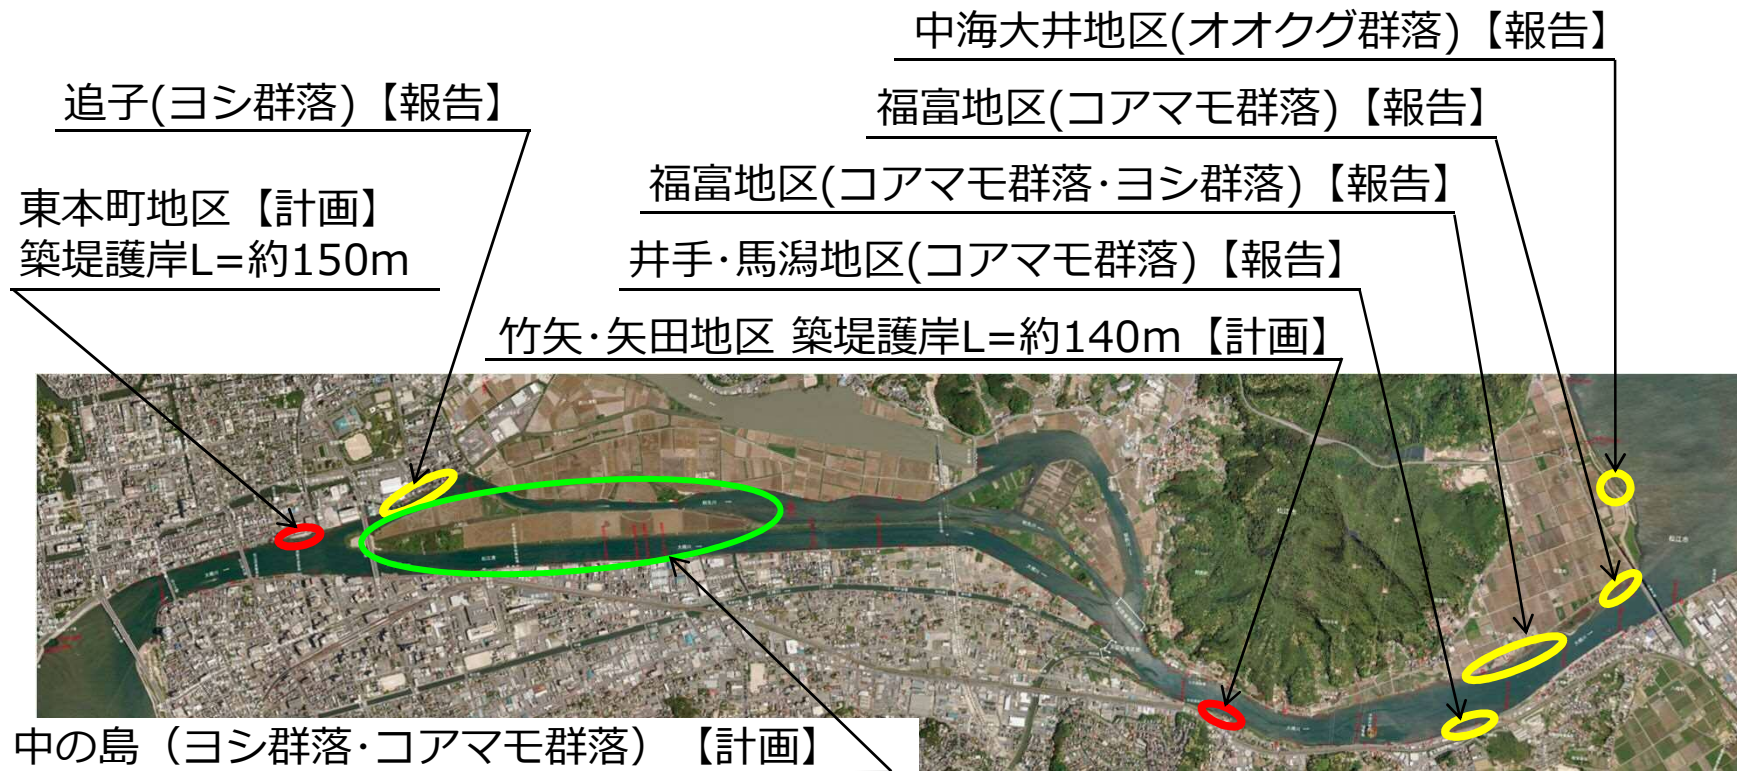 中海大井地区(オオクグ群落)【報告】
追子(ヨシ群落)【報告】
福富地区(コアマモ群落)【報告】
東本町地区【計画】
築堤護岸L=約150m
福富地区(コアマモ群落･ヨシ群落)【報告】
井手･馬潟地区(コアマモ群落)【報告】
竹矢･矢田地区 築堤護岸L=約140m【計画】
中の島（ヨシ群落･コアマモ群落）【計画】